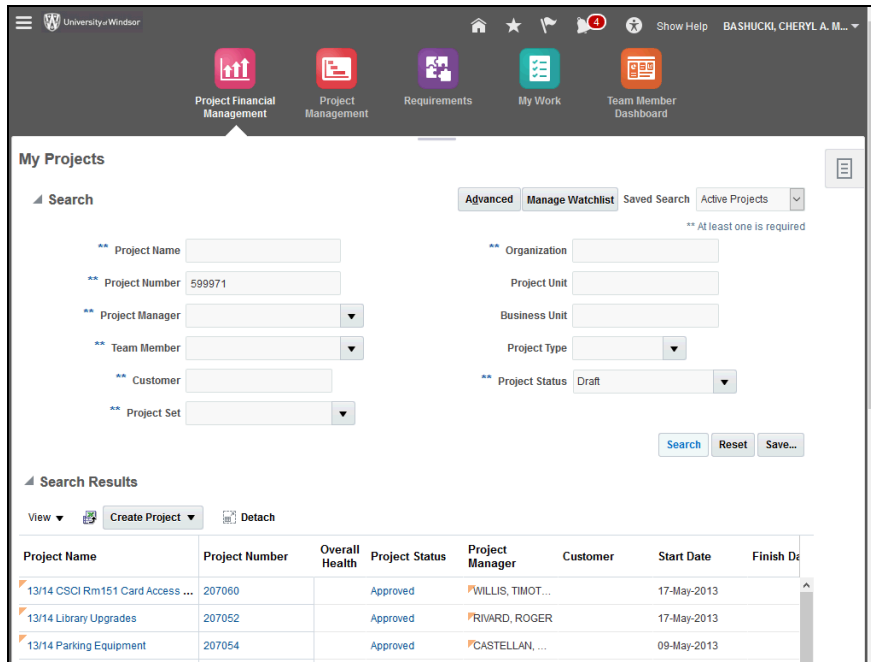 University of Windsor
4
Show Help
BASHUCKI, CHERYL A. M...
Project Financial Management
Project Management
Requirements
My Work
Team Member Dashboard
My Projects
Search
Advanced Manage Watchlist Saved Search Active Projects
** At least one is required
** Project Name
** Organization
** Project Number 599971
Project Unit
** Project Manager
Business Unit
** Team Member
Project Type
** Customer
** Project Status Draft
** Project Set
Search Reset Save...
Search Results
View Create Project Detach
Project Name Project Number Overall Health Project Status Project Manager Customer Start Date Finish Da
13/14 CSCI Rm151 Card Access ... 207060 Approved WILLIS, TIMOT... 17-May-2013
13/14 Library Upgrades 207052 Approved RIVARD, ROGER 17-May-2013
13/14 Parking Equipment 207054 Approved CASTELLAN, ... 09-May-2013